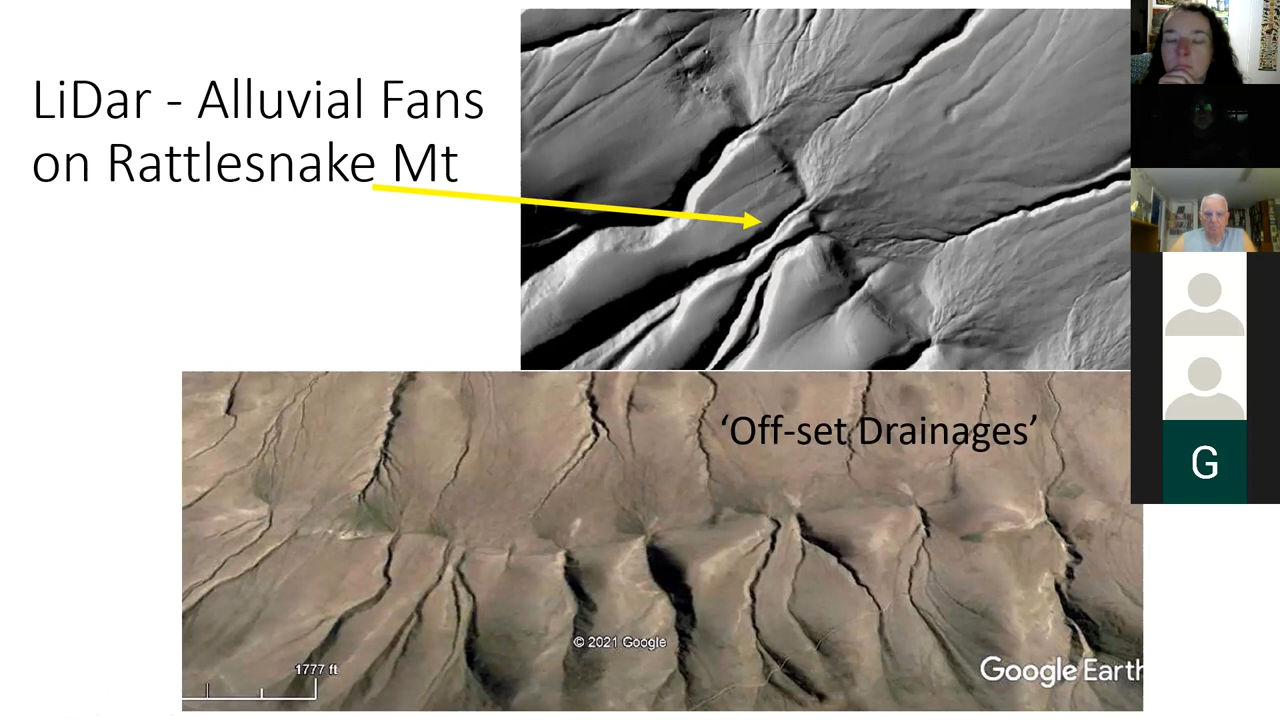 LiDar - Alluvial Fans
on Rattlesnake Mt
'Off-set Drainages'
© 2021 Google
1777 ft
Google Earth
G